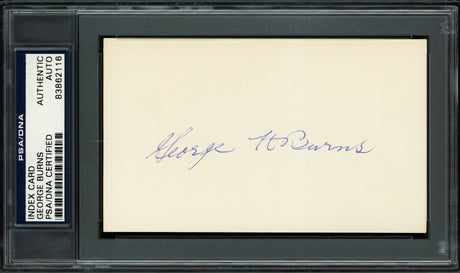 PSA/DNA
INDEX CARD
GEORGE BURNS
PSA/DNA CERTIFIED
AUTHENTIC
AUTO
83862116
George H Burns